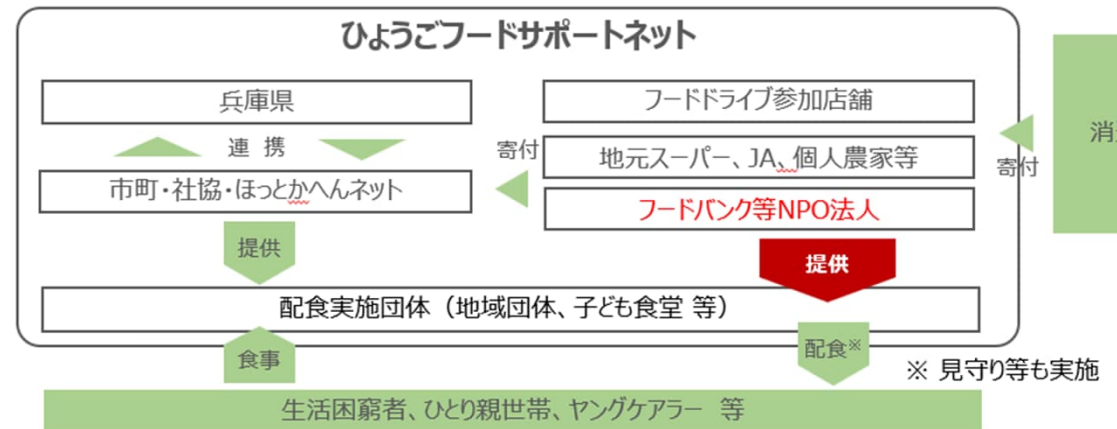 ひょうごフードサポートネット
兵庫県
フードドライブ参加店舗
連 携
寄付
地元スーパー、JA、個人農家等
寄付
市町・社協・ほっとかへんネット
フードバンク等NPO法人
提供
提供
配食実施団体（地域団体、子ども食堂 等）
食事
配食※
※ 見守り等も実施
生活困窮者、ひとり親世帯、ヤングケアラー 等